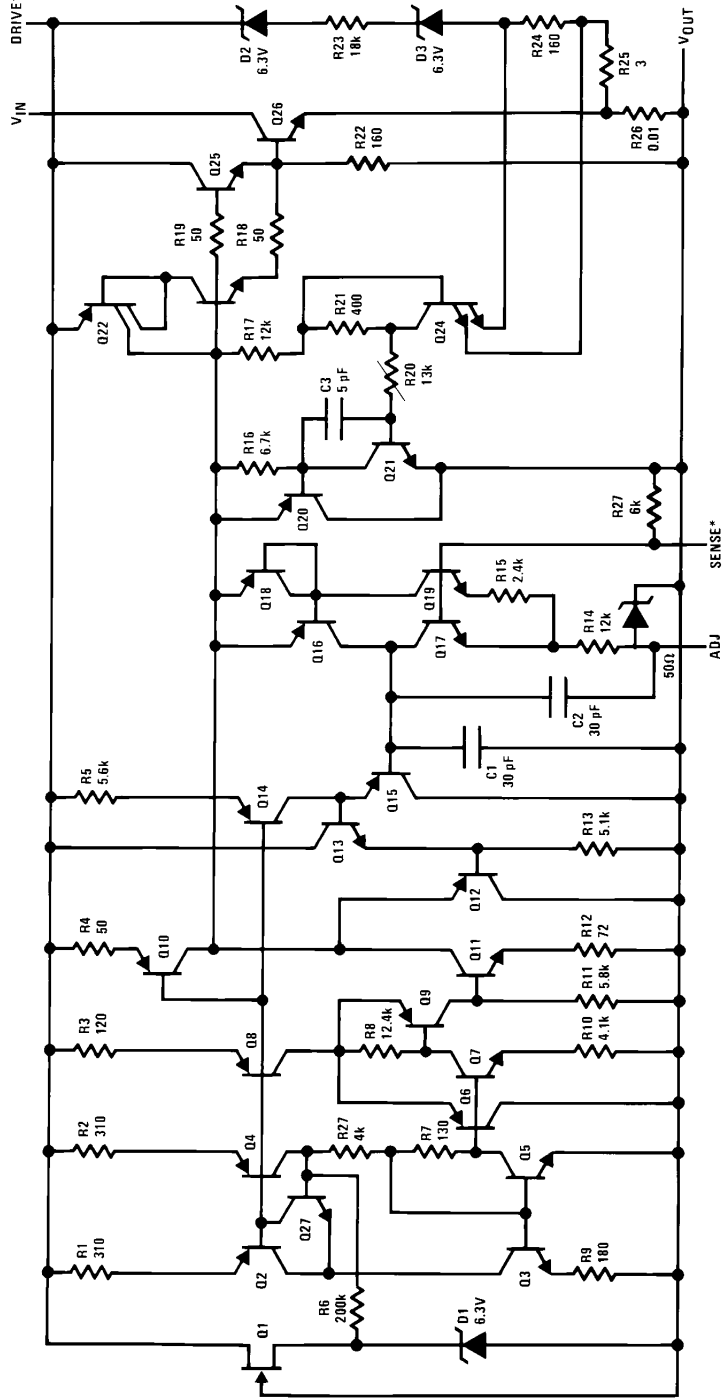 DRIVE
V_IN
V_OUT
SENSE*
ADJ
R1
310
R2
310
R3
120
R4
50
R5
5.6k
Q1
Q2
Q4
Q8
Q10
Q14
Q27
R6
200k
D1
6.3V
R27
4k
R7
130
Q3
Q5
R9
180
Q6
R8
12.4k
Q9
Q7
R10
4.1k
R11
5.8k
Q11
R12
72
Q12
Q13
R13
5.1k
Q15
C1
30 pF
C2
30 pF
Q16
Q18
Q17
Q19
R15
2.4k
R14
12k
50Ω
R27
6k
Q20
R16
6.7k
C3
5 pF
Q21
R20
13k
R17
12k
R21
400
Q24
Q22
R19
50
R18
50
Q25
R22
160
Q26
D2
6.3V
R23
18k
D3
6.3V
R24
160
R25
3
R26
0.01